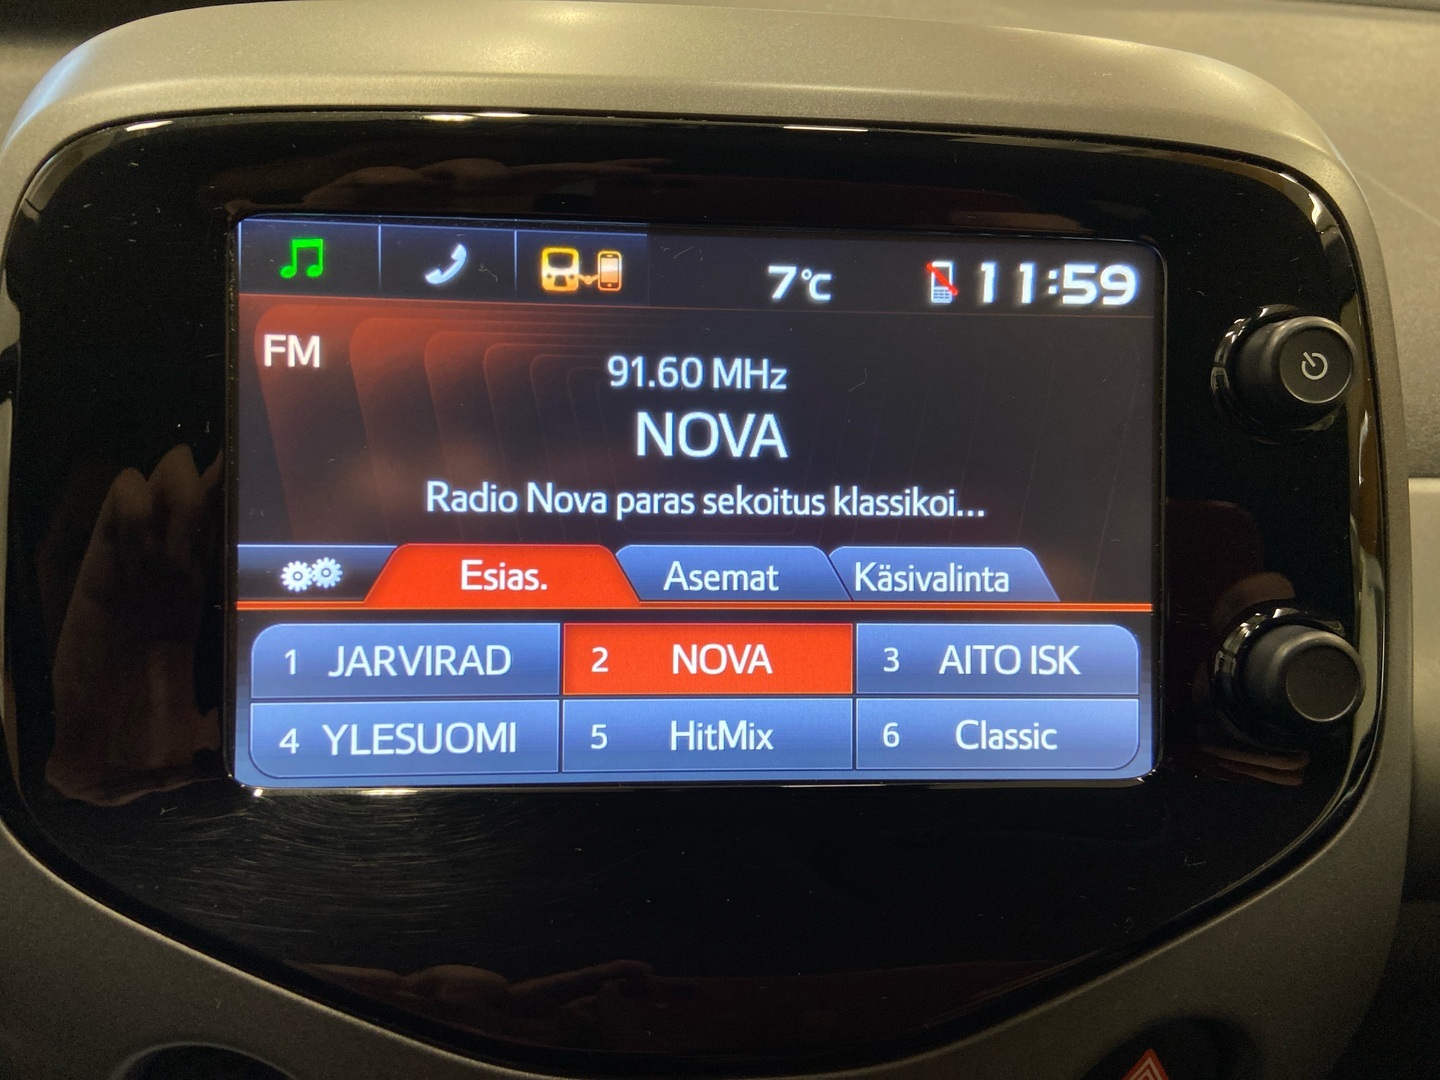 7°C 11:59
FM
91.60 MHz
NOVA
Radio Nova paras sekoitus klassikoi...
Esias. Asemat Käsivalinta
1 JARVIRAD 2 NOVA 3 AITO ISK
4 YLESUOMI 5 HitMix 6 Classic